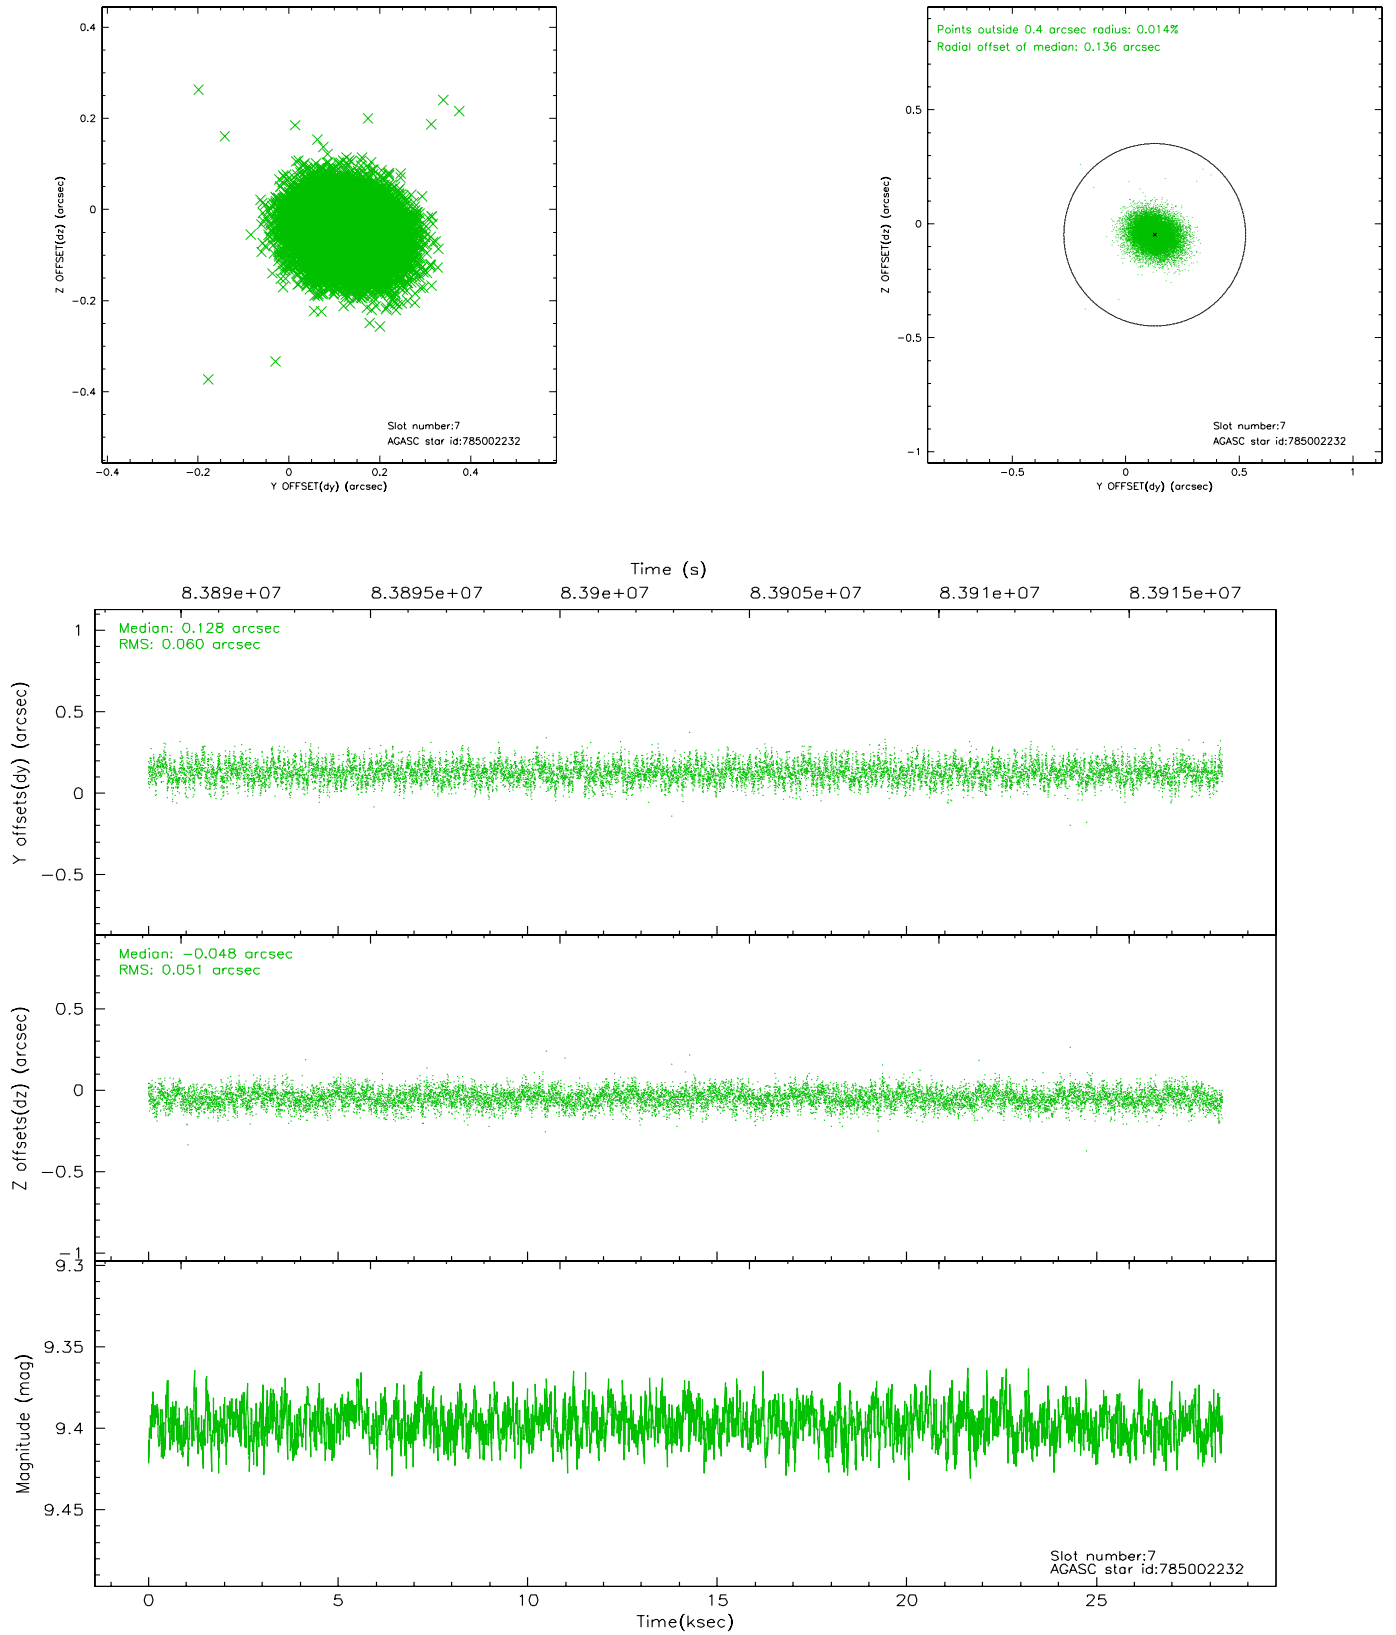 0.4
0.2
0
−0.2
−0.4
Z OFFSET(dz) (arcsec)
Slot number:7
AGASC star id:785002232
−0.4
−0.2
0
0.2
0.4
Y OFFSET(dy) (arcsec)
Points outside 0.4 arcsec radius: 0.014%
Radial offset of median: 0.136 arcsec
0.5
0
−0.5
−1
Z OFFSET(dz) (arcsec)
Slot number:7
AGASC star id:785002232
−0.5
0
0.5
1
Y OFFSET(dy) (arcsec)
Time (s)
8.389e+07
8.3895e+07
8.39e+07
8.3905e+07
8.391e+07
8.3915e+07
Median: 0.128 arcsec
RMS: 0.060 arcsec
1
0.5
0
−0.5
Y offsets(dy) (arcsec)
Median: −0.048 arcsec
RMS: 0.051 arcsec
0.5
0
−0.5
−1
Z offsets(dz) (arcsec)
9.3
9.35
9.4
9.45
Magnitude (mag)
Slot number:7
AGASC star id:785002232
0
5
10
15
20
25
Time(ksec)